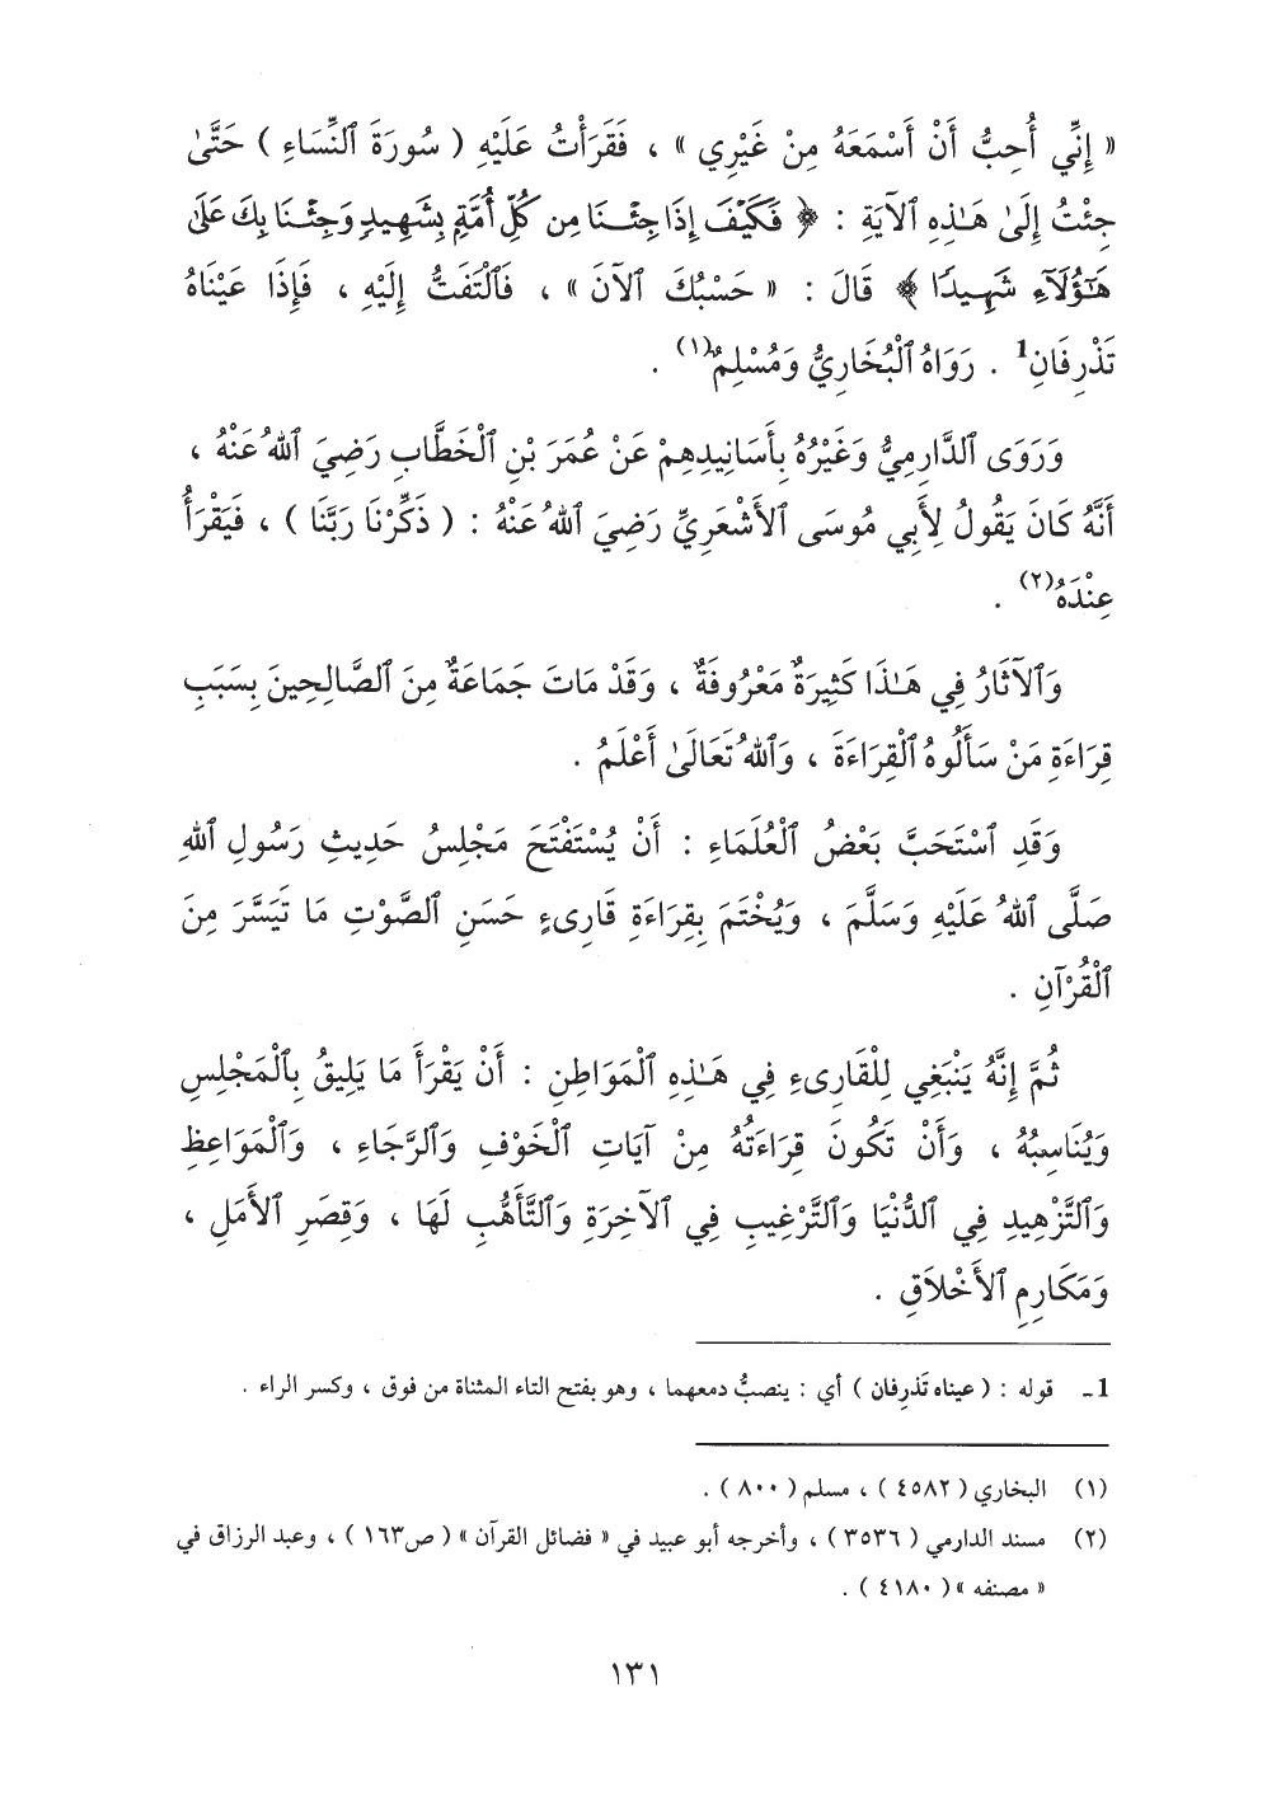 « إِنِّي أُحِبُّ أَنْ أَسْمَعَهُ مِنْ غَيْرِي » ، فَقَرَأْتُ عَلَيْهِ ( سُورَةَ ٱلنِّسَاءِ ) حَتَّىٰ
جِئْتُ إِلَىٰ هَـٰذِهِ ٱلآيَةِ : ﴿ فَكَيْفَ إِذَا جِئْـنَا مِن كُلِّ أُمَّةٍ بِشَهِيدٍ وَجِئْـنَا بِكَ عَلَىٰ
هَـٰٓؤُلَآءِ شَهِيدًا ﴾ قَالَ : « حَسْبُكَ ٱلآنَ » ، فَٱلْتَفَتُّ إِلَيْهِ ، فَإِذَا عَيْنَاهُ
تَذْرِفَانِ1 . رَوَاهُ ٱلْبُخَارِيُّ وَمُسْلِمٌ(١) .
وَرَوَى ٱلدَّارِمِيُّ وَغَيْرُهُ بِأَسَانِيدِهِمْ عَنْ عُمَرَ بْنِ ٱلْخَطَّابِ رَضِيَ ٱللهُ عَنْهُ ،
أَنَّهُ كَانَ يَقُولُ لِأَبِي مُوسَى ٱلأَشْعَرِيِّ رَضِيَ ٱللهُ عَنْهُ : ( ذَكِّرْنَا رَبَّنَا ) ، فَيَقْرَأُ
عِنْدَهُ(٢) .
وَٱلآثَارُ فِي هَـٰذَا كَثِيرَةٌ مَعْرُوفَةٌ ، وَقَدْ مَاتَ جَمَاعَةٌ مِنَ ٱلصَّالِحِينَ بِسَبَبِ
قِرَاءَةِ مَنْ سَأَلُوهُ ٱلْقِرَاءَةَ ، وَٱللهُ تَعَالَىٰ أَعْلَمُ .
وَقَدِ ٱسْتَحَبَّ بَعْضُ ٱلْعُلَمَاءِ : أَنْ يُسْتَفْتَحَ مَجْلِسُ حَدِيثِ رَسُولِ ٱللهِ
صَلَّى ٱللهُ عَلَيْهِ وَسَلَّمَ ، وَيُخْتَمَ بِقِرَاءَةِ قَارِىءٍ حَسَنِ ٱلصَّوْتِ مَا تَيَسَّرَ مِنَ
ٱلْقُرْآنِ .
ثُمَّ إِنَّهُ يَنْبَغِي لِلْقَارِىءِ فِي هَـٰذِهِ ٱلْمَوَاطِنِ : أَنْ يَقْرَأَ مَا يَلِيقُ بِٱلْمَجْلِسِ
وَيُنَاسِبُهُ ، وَأَنْ تَكُونَ قِرَاءَتُهُ مِنْ آيَاتِ ٱلْخَوْفِ وَٱلرَّجَاءِ ، وَٱلْمَوَاعِظِ
وَٱلتَّزْهِيدِ فِي ٱلدُّنْيَا وَٱلتَّرْغِيبِ فِي ٱلآخِرَةِ وَٱلتَّأَهُّبِ لَهَا ، وَقِصَرِ ٱلأَمَلِ ،
وَمَكَارِمِ ٱلأَخْلاَقِ .
1ـ قوله : ( عيناه تَذرِفان ) أي : ينصبُّ دمعهما ، وهو بفتح التاء المثناة من فوق ، وكسر الراء .
(١) البخاري ( ٤٥٨٢ ) ، مسلم ( ٨٠٠ ) .
(٢) مسند الدارمي ( ٣٥٣٦ ) ، وأخرجه أبو عبيد في « فضائل القرآن » ( ص١٦٣ ) ، وعبد الرزاق في
« مصنفه » ( ٤١٨٠ ) .
١٣١